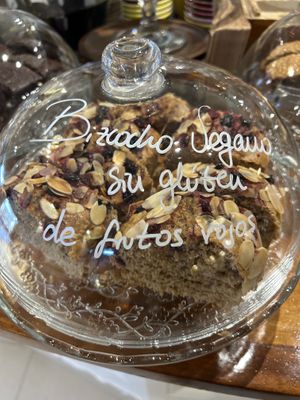 Bizcocho Vegano
sin gluten
de frutos rojos